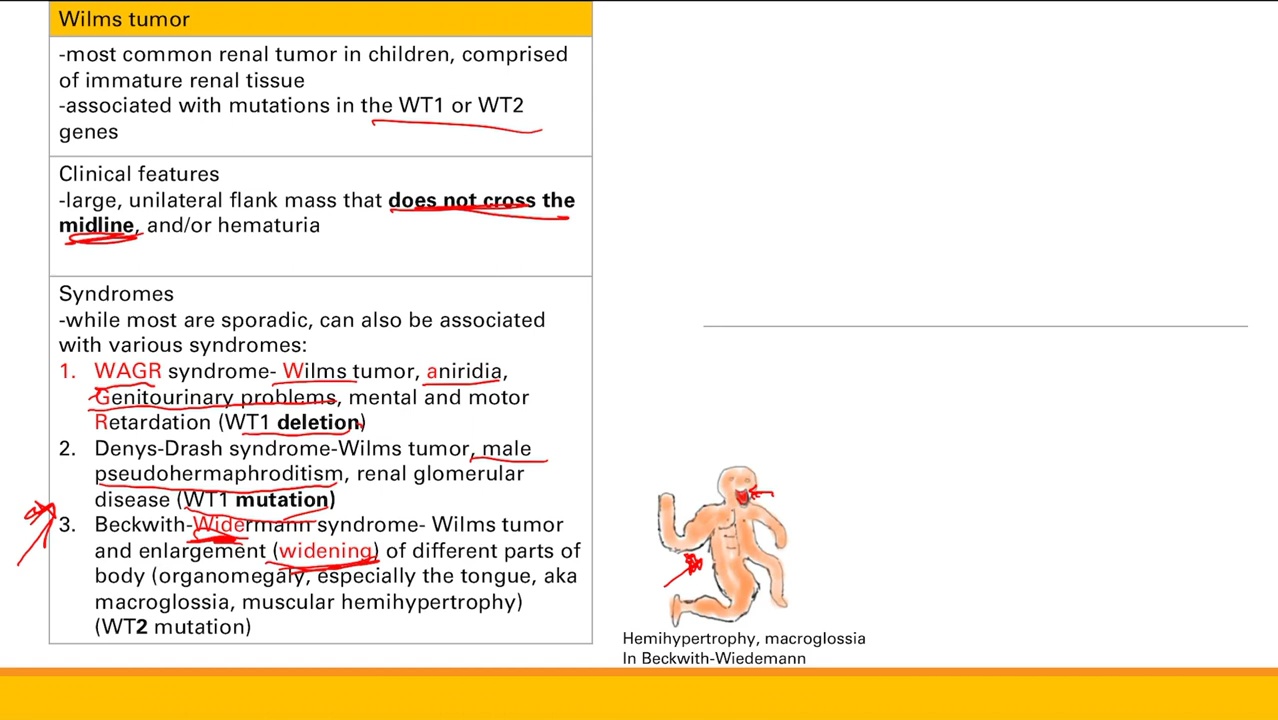 Wilms tumor
-most common renal tumor in children, comprised
of immature renal tissue
-associated with mutations in the WT1 or WT2
genes
Clinical features
-large, unilateral flank mass that does not cross the
midline, and/or hematuria
Syndromes
-while most are sporadic, can also be associated
with various syndromes:
1. WAGR syndrome- Wilms tumor, aniridia,
Genitourinary problems, mental and motor
Retardation (WT1 deletion)
2. Denys-Drash syndrome-Wilms tumor, male
pseudohermaphroditism, renal glomerular
disease (WT1 mutation)
3. Beckwith-Widermann syndrome- Wilms tumor
and enlargement (widening) of different parts of
body (organomegaly, especially the tongue, aka
macroglossia, muscular hemihypertrophy)
(WT2 mutation)
Hemihypertrophy, macroglossia
In Beckwith-Wiedemann